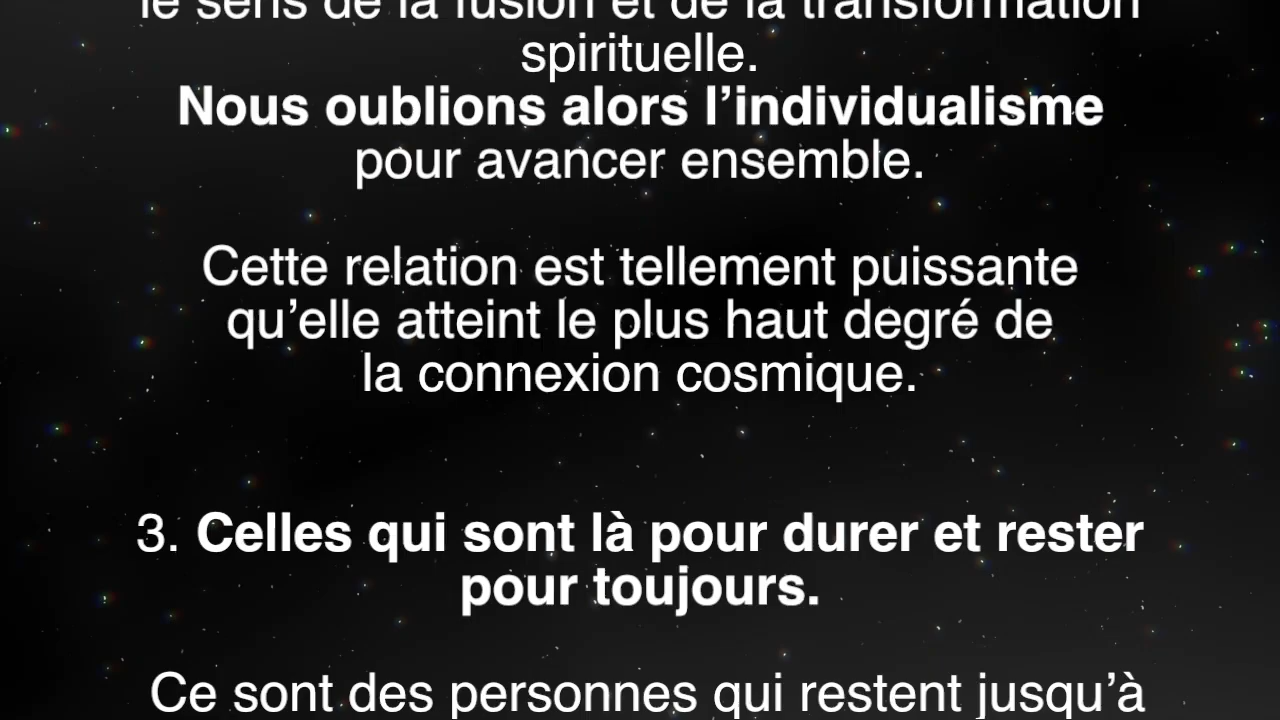 le sens de la fusion et de la transformation
spirituelle.
Nous oublions alors l’individualisme
pour avancer ensemble.
Cette relation est tellement puissante
qu’elle atteint le plus haut degré de
la connexion cosmique.
3. Celles qui sont là pour durer et rester
pour toujours.
Ce sont des personnes qui restent jusqu’à